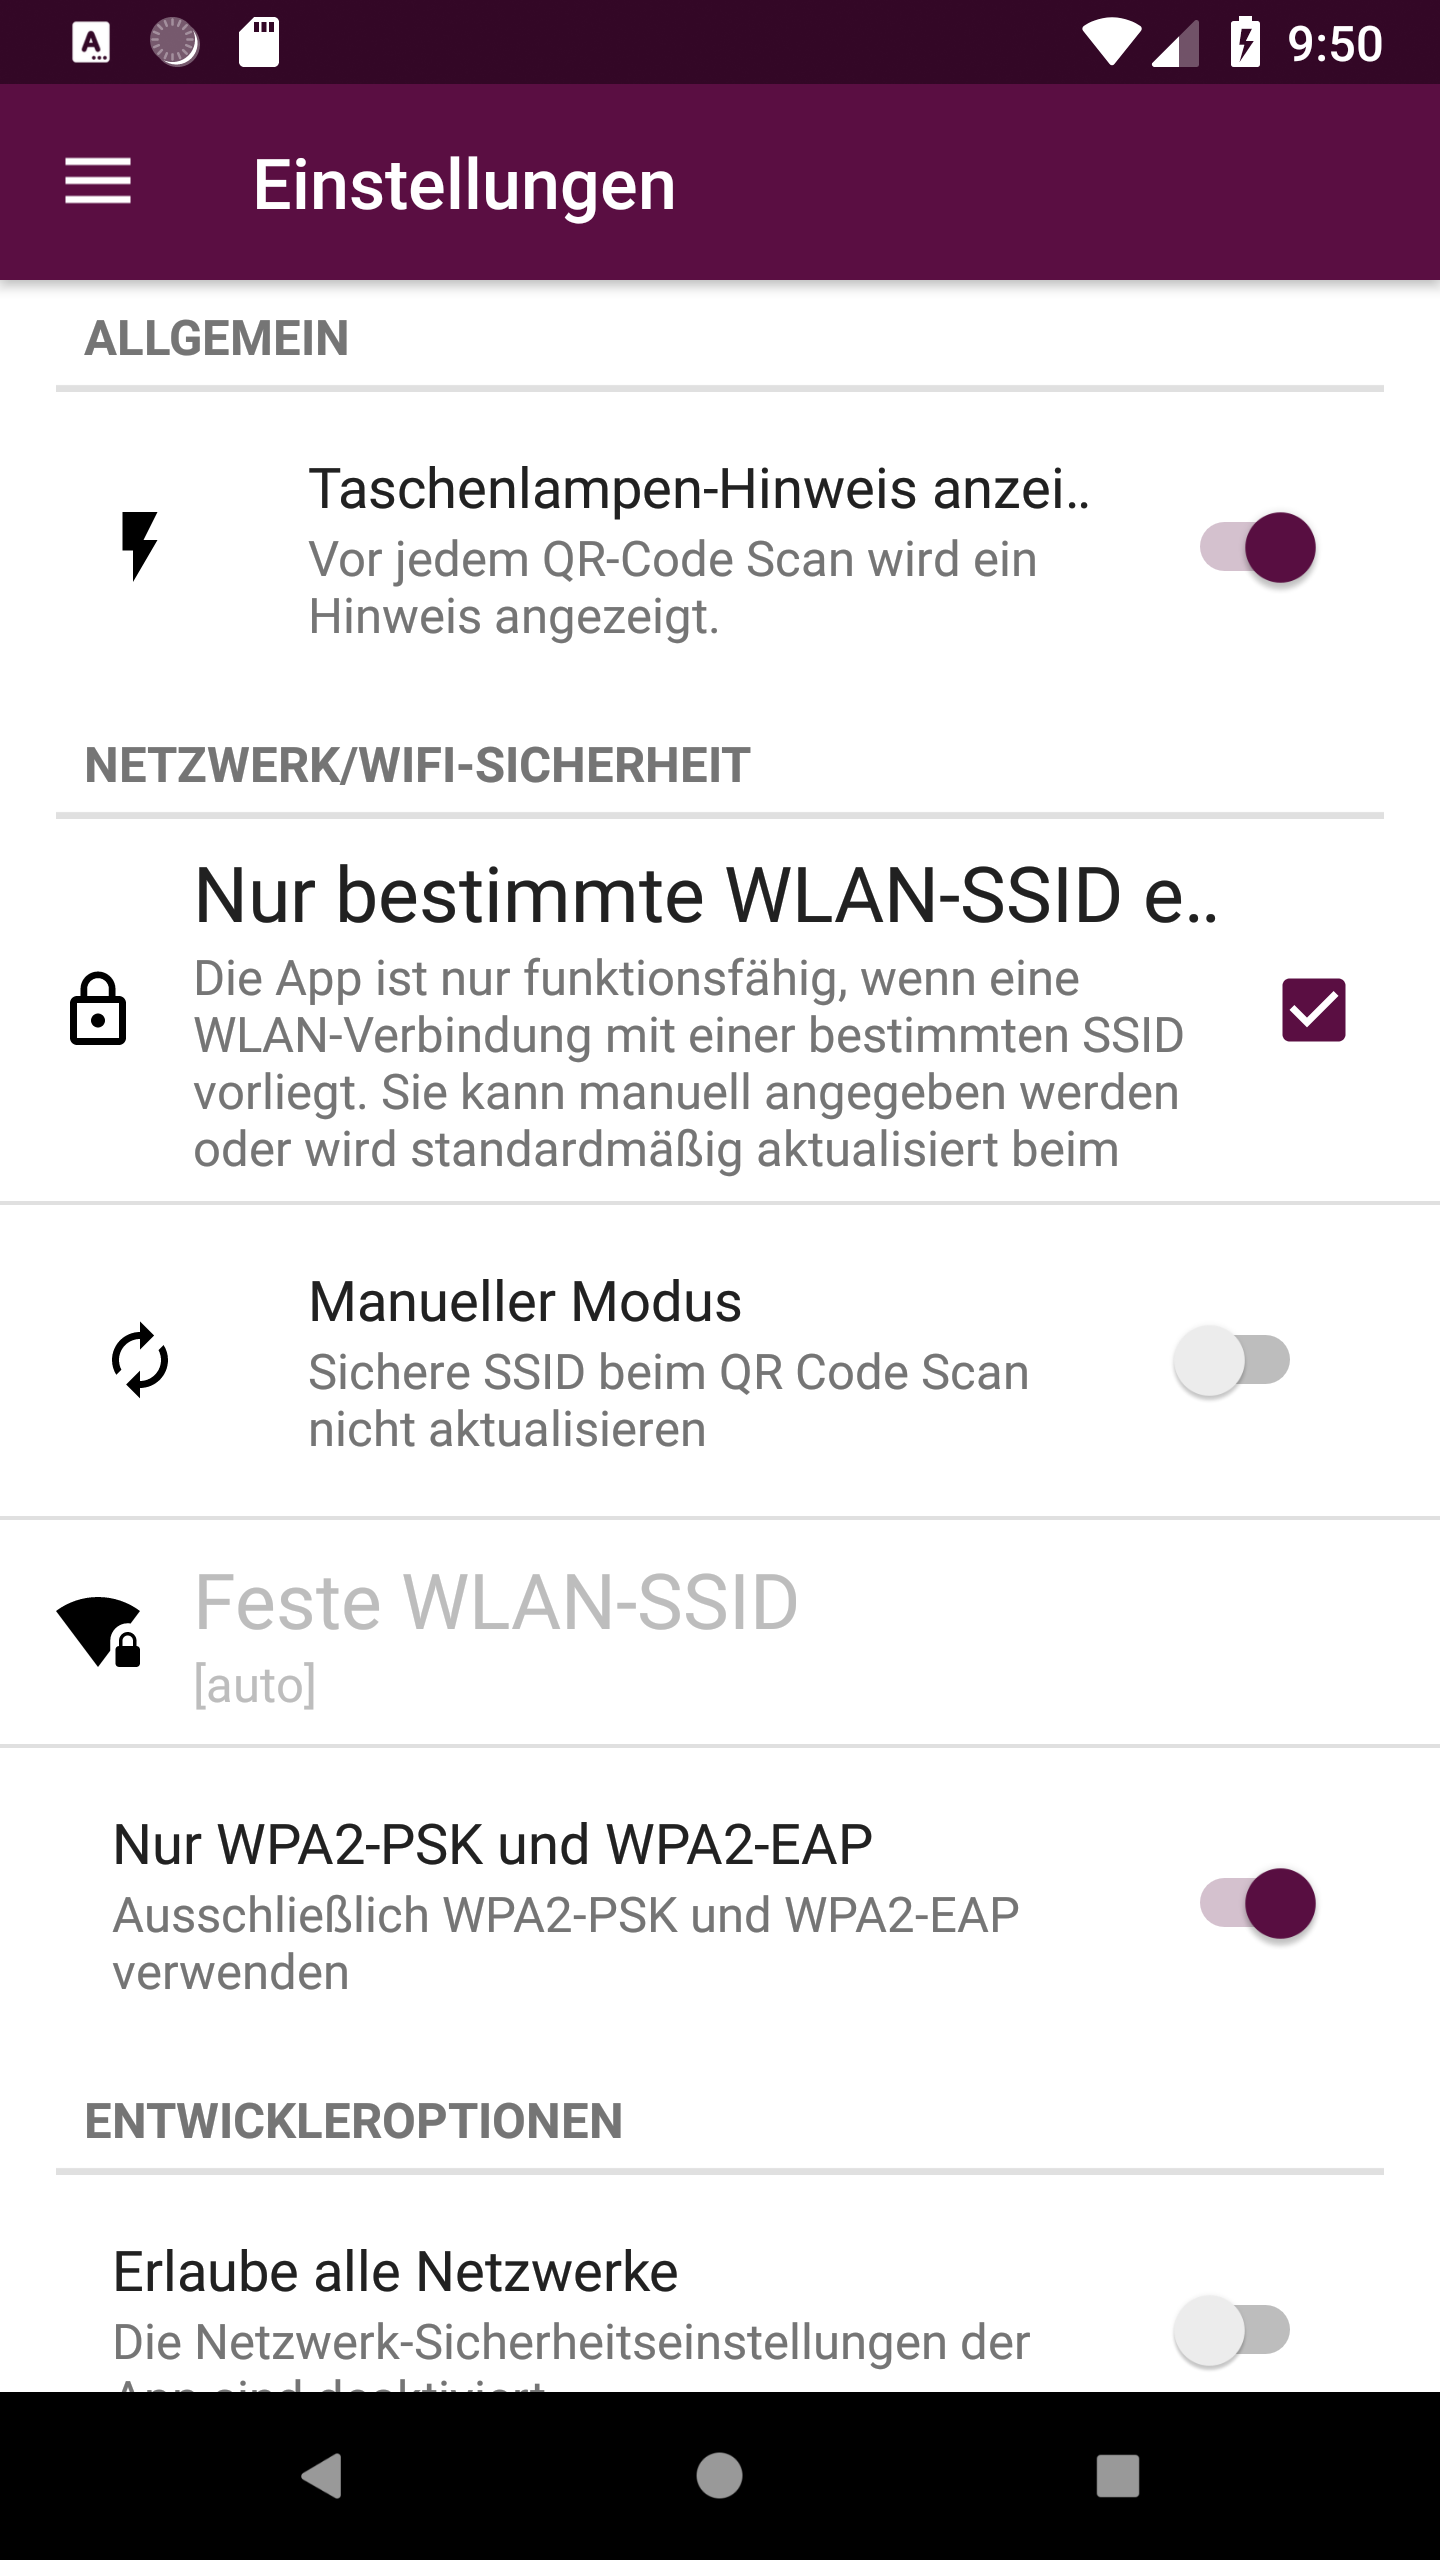 9:50
Einstellungen
ALLGEMEIN
Taschenlampen-Hinweis anzei..
Vor jedem QR-Code Scan wird ein
Hinweis angezeigt.
NETZWERK/WIFI-SICHERHEIT
Nur bestimmte WLAN-SSID e..
Die App ist nur funktionsfähig, wenn eine
WLAN-Verbindung mit einer bestimmten SSID
vorliegt. Sie kann manuell angegeben werden
oder wird standardmäßig aktualisiert beim
Manueller Modus
Sichere SSID beim QR Code Scan
nicht aktualisieren
Feste WLAN-SSID
[auto]
Nur WPA2-PSK und WPA2-EAP
Ausschließlich WPA2-PSK und WPA2-EAP
verwenden
ENTWICKLEROPTIONEN
Erlaube alle Netzwerke
Die Netzwerk-Sicherheitseinstellungen der
App sind deaktiviert